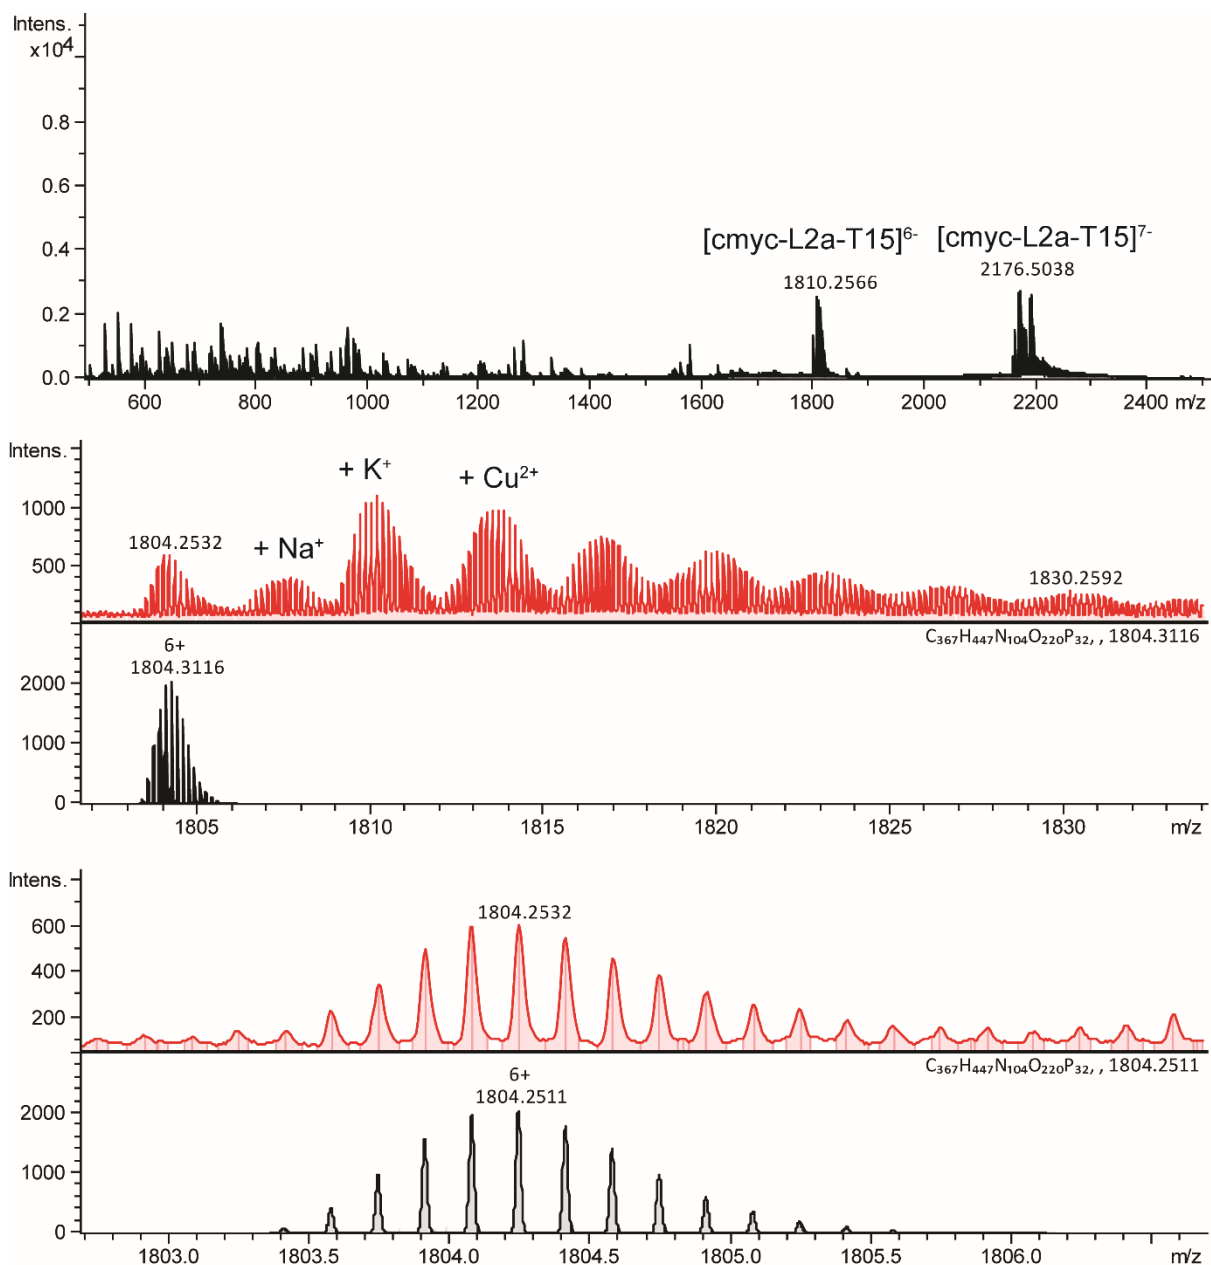 Intens.
x10⁴
0.8
0.6
0.4
0.2
0.0
[cmyc-L2a-T15]⁶⁻ [cmyc-L2a-T15]⁷⁻
1810.2566 2176.5038
600 800 1000 1200 1400 1600 1800 2000 2200 2400 m/z
Intens.
1000
500
1804.2532
+ Na⁺
+ K⁺
+ Cu²⁺
1830.2592
C₃₆₇H₄₄₇N₁₀₄O₂₂₀P₃₂, , 1804.3116
6+
1804.3116
2000
1000
0
1805 1810 1815 1820 1825 1830 m/z
Intens.
600
400
200
1804.2532
C₃₆₇H₄₄₇N₁₀₄O₂₂₀P₃₂, , 1804.2511
6+
1804.2511
2000
1000
0
1803.0 1803.5 1804.0 1804.5 1805.0 1805.5 1806.0 m/z